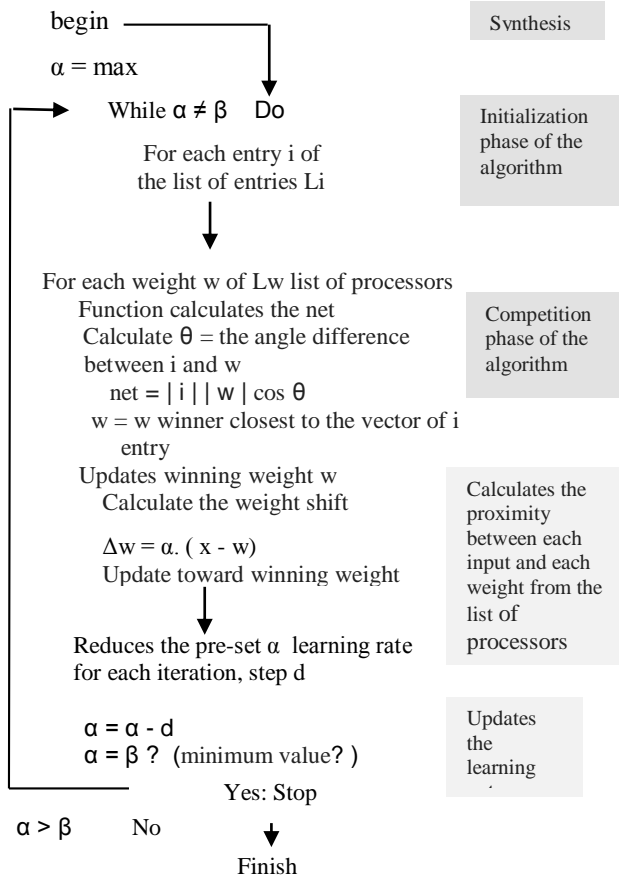 begin
Synthesis
α = max
While α ≠ β Do
Initialization
phase of the
algorithm
For each entry i of
the list of entries Li
For each weight w of Lw list of processors
Function calculates the net
Calculate θ = the angle difference
between i and w
net = | i | | w | cos θ
w = w winner closest to the vector of i
entry
Competition
phase of the
algorithm
Updates winning weight w
Calculate the weight shift
Δw = α. ( x - w)
Update toward winning weight
Calculates the
proximity
between each
input and each
weight from the
list of
processors
Reduces the pre-set α learning rate
for each iteration, step d
α = α - d
α = β ? (minimum value? )
Updates
the
learning
Yes: Stop
α > β No
Finish